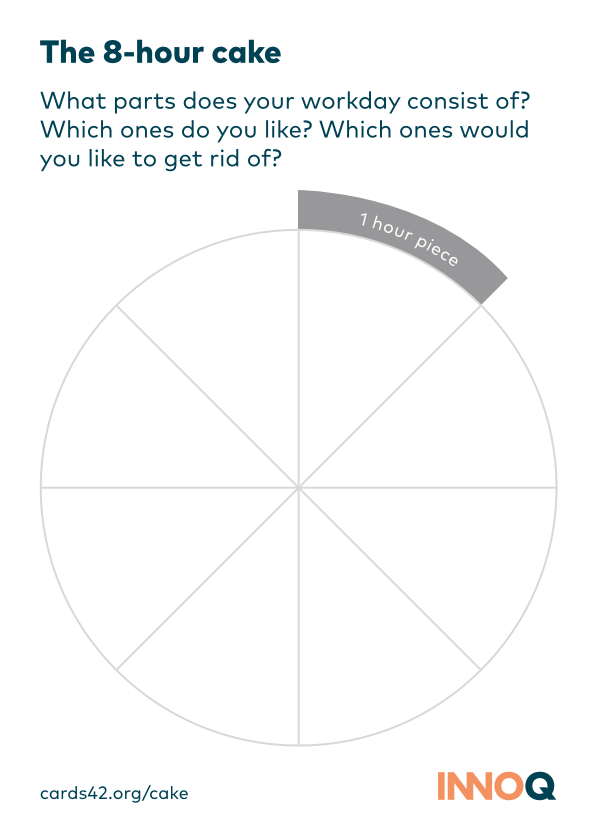 The 8-hour cake
What parts does your workday consist of?
Which ones do you like? Which ones would
you like to get rid of?
1 hour piece
cards42.org/cake
INNOQ